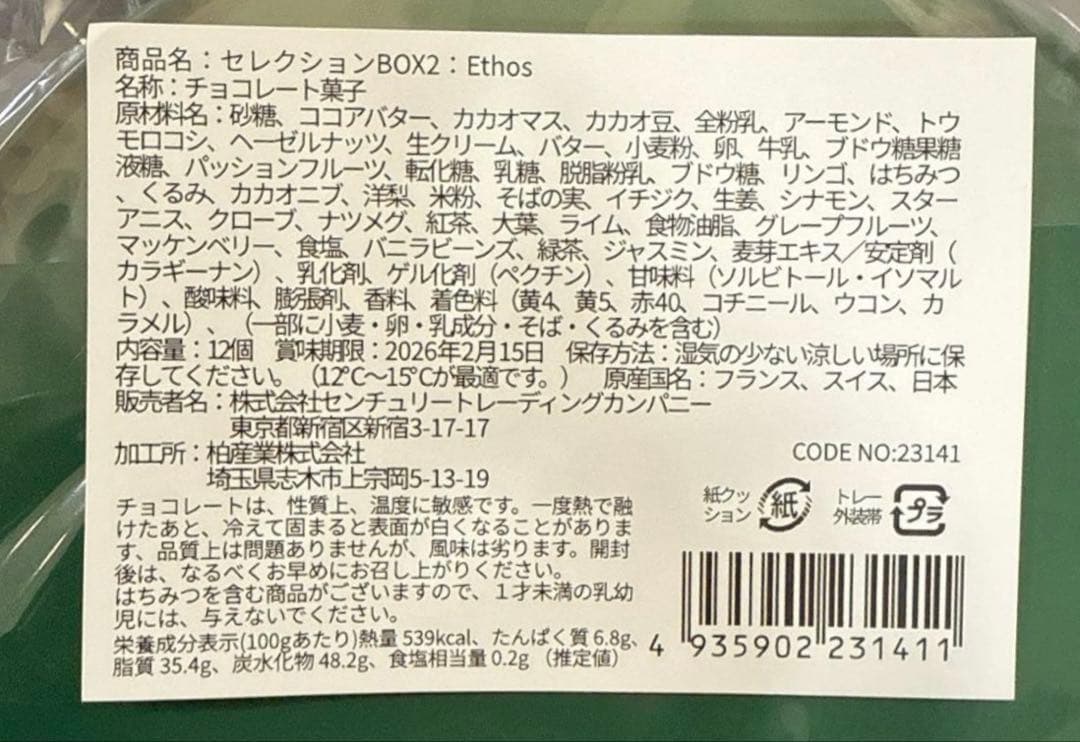 商品名：セレクションBOX2：Ethos
名称：チョコレート菓子
原材料名：砂糖、ココアバター、カカオマス、カカオ豆、全粉乳、アーモンド、トウ
モロコシ、ヘーゼルナッツ、生クリーム、バター、小麦粉、卵、牛乳、ブドウ糖果糖
液糖、パッションフルーツ、転化糖、乳糖、脱脂粉乳、ブドウ糖、リンゴ、はちみつ
、くるみ、カカオニブ、洋梨、米粉、そばの実、イチジク、生姜、シナモン、スター
アニス、クローブ、ナツメグ、紅茶、大葉、ライム、食物油脂、グレープフルーツ、
マッケンベリー、食塩、バニラビーンズ、緑茶、ジャスミン、麦芽エキス／安定剤（
カラギーナン）、乳化剤、ゲル化剤（ペクチン）、甘味料（ソルビトール・イソマル
ト）、酸味料、膨張剤、香料、着色料（黄4、黄5、赤40、コチニール、ウコン、カ
ラメル）、（一部に小麦・卵・乳成分・そば・くるみを含む）
内容量：12個　賞味期限：2026年2月15日　保存方法：湿気の少ない涼しい場所に保
存してください。（12℃〜15℃が最適です。）　原産国名：フランス、スイス、日本
販売者名：株式会社センチュリートレーディングカンパニー
東京都新宿区新宿3-17-17
加工所：柏産業株式会社
埼玉県志木市上宗岡5-13-19
CODE NO:23141
紙クッ
ション
紙
トレー
外装帯
プラ
チョコレートは、性質上、温度に敏感です。一度熱で融
けたあと、冷えて固まると表面が白くなることがありま
す、品質上は問題ありませんが、風味は劣ります。開封
後は、なるべくお早めにお召し上がりください。
はちみつを含む商品がございますので、１才未満の乳幼
児には、与えないでください。
栄養成分表示(100gあたり)熱量 539kcal、たんぱく質 6.8g、
脂質 35.4g、炭水化物 48.2g、食塩相当量 0.2g （推定値）
4 935902 231411